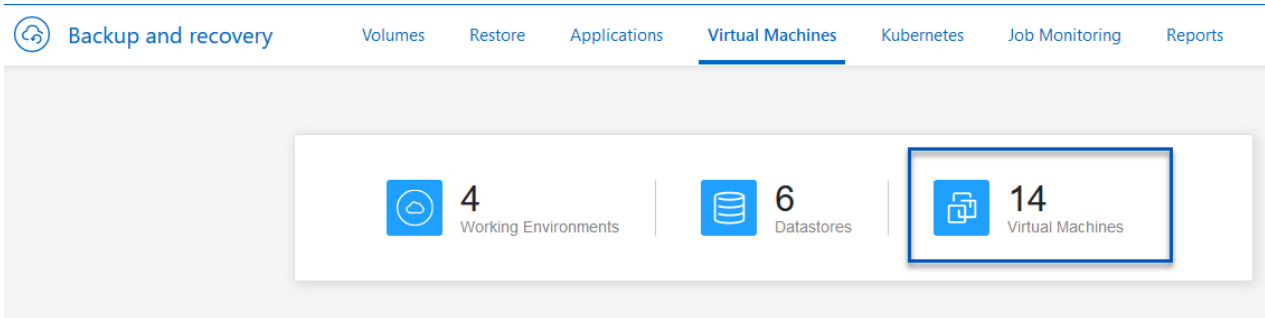 Backup and recovery Volumes Restore Applications Virtual Machines Kubernetes Job Monitoring Reports
4 6 14
Working Environments Datastores Virtual Machines